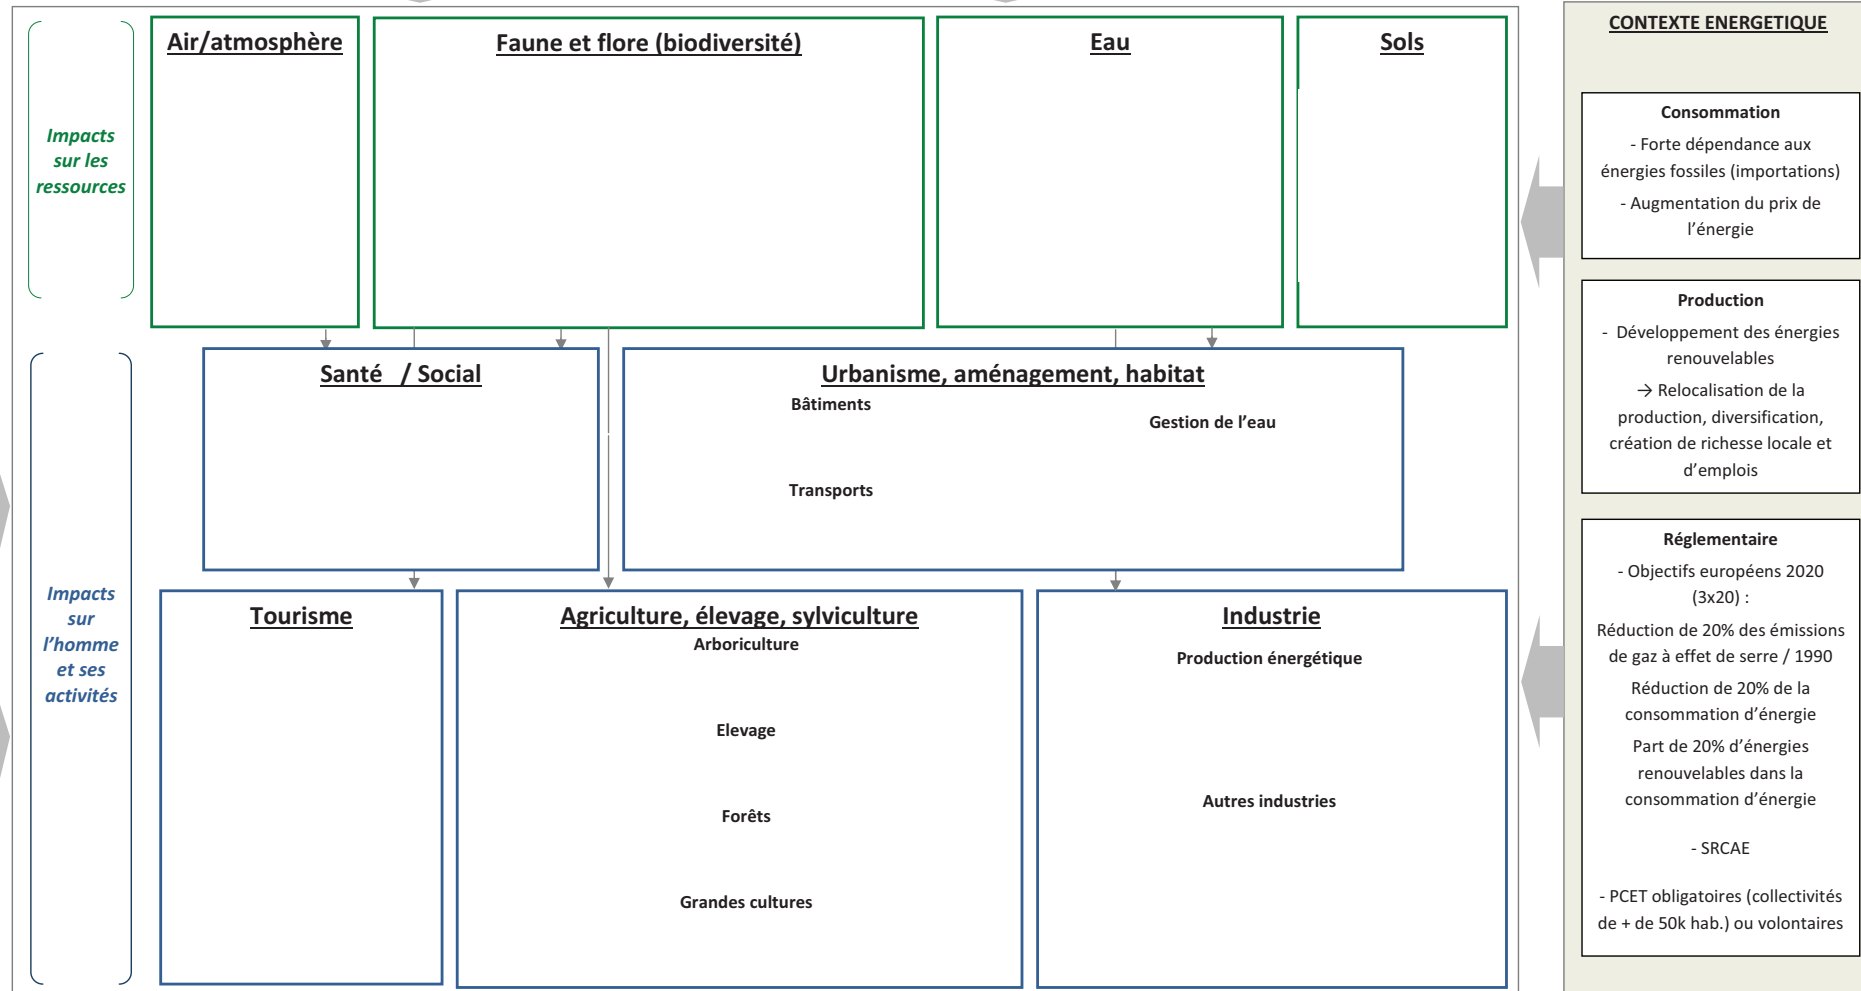 Impacts
sur les
ressources
Air/atmosphère
Faune et flore (biodiversité)
Eau
Sols
Impacts
sur
l'homme
et ses
activités
Santé / Social
Urbanisme, aménagement, habitat
Bâtiments
Gestion de l'eau
Transports
Tourisme
Agriculture, élevage, sylviculture
Arboriculture
Elevage
Forêts
Grandes cultures
Industrie
Production énergétique
Autres industries
CONTEXTE ENERGETIQUE
Consommation
- Forte dépendance aux
énergies fossiles (importations)
- Augmentation du prix de
l'énergie
Production
- Développement des énergies
renouvelables
→ Relocalisation de la
production, diversification,
création de richesse locale et
d'emplois
Réglementaire
- Objectifs européens 2020
(3x20) :
Réduction de 20% des émissions
de gaz à effet de serre / 1990
Réduction de 20% de la
consommation d'énergie
Part de 20% d'énergies
renouvelables dans la
consommation d'énergie
- SRCAE
- PCET obligatoires (collectivités
de + de 50k hab.) ou volontaires